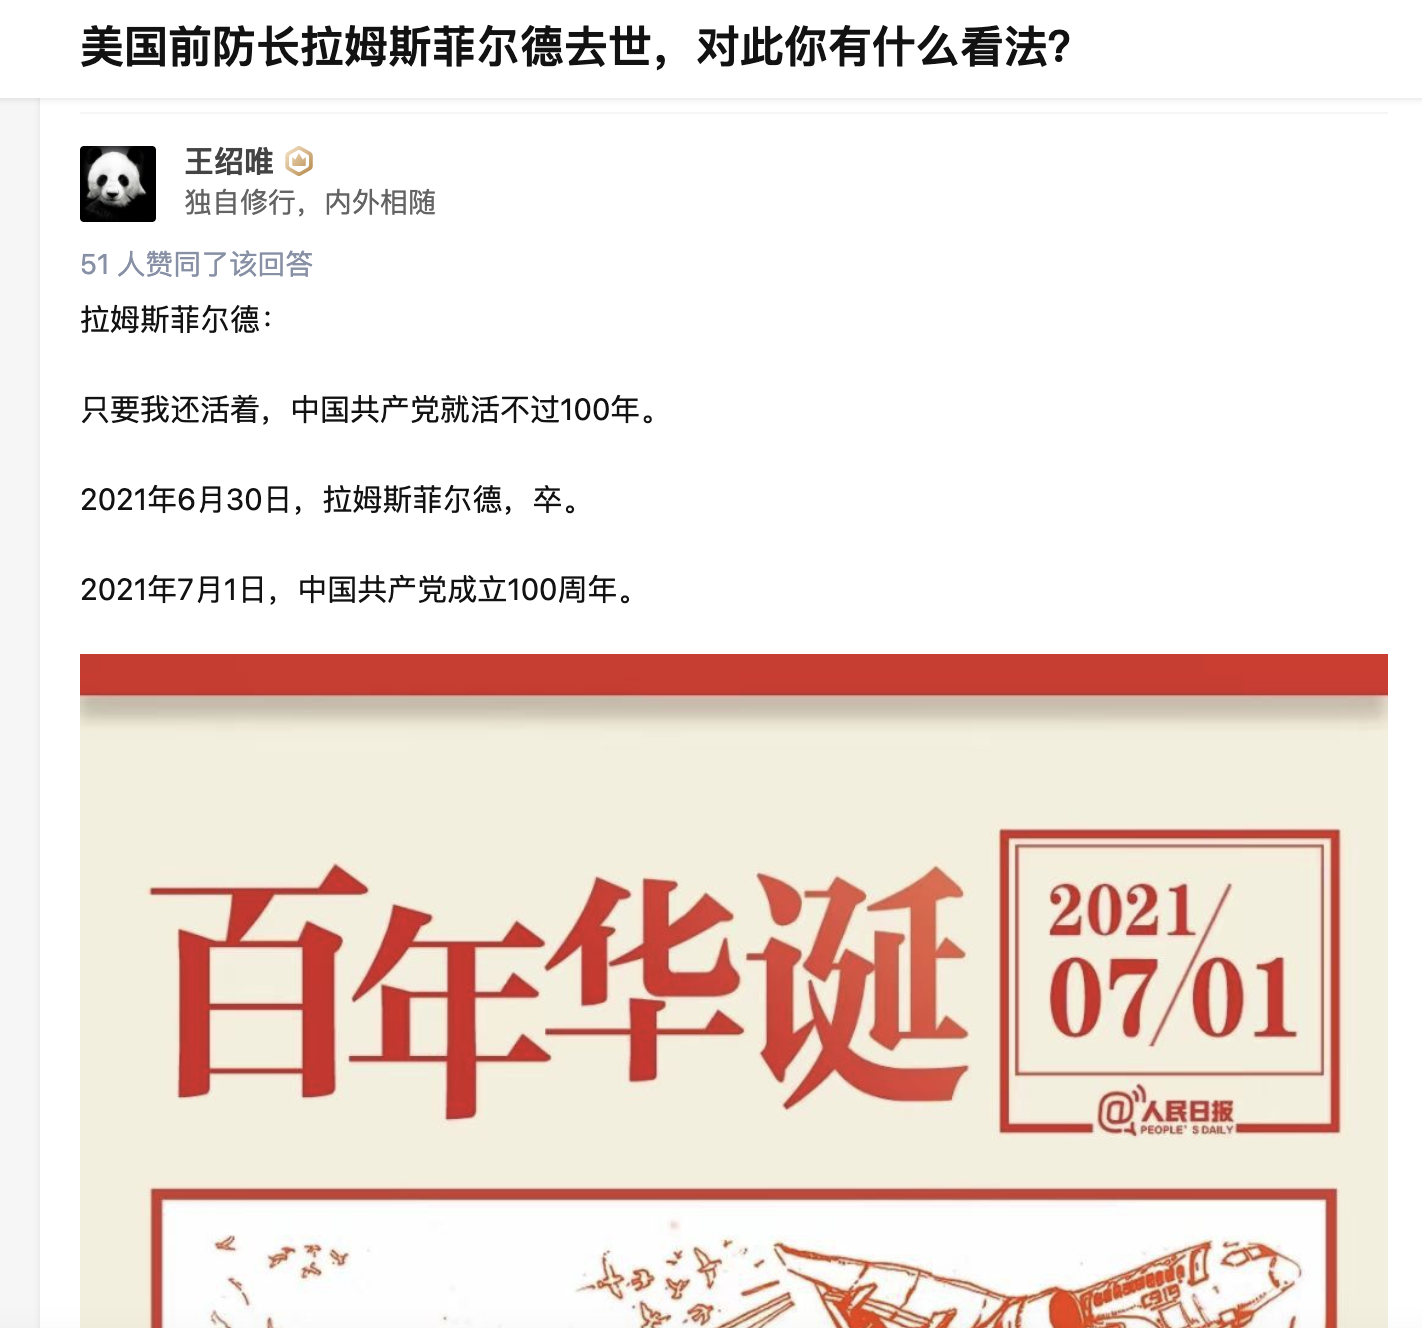 美国前防长拉姆斯菲尔德去世，对此你有什么看法？
王绍唯
独自修行，内外相随
51 人赞同了该回答
拉姆斯菲尔德：
只要我还活着，中国共产党就活不过100年。
2021年6月30日，拉姆斯菲尔德，卒。
2021年7月1日，中国共产党成立100周年。
百年华诞
2021/
07/01
@人民日报
PEOPLE'S DAILY
C919